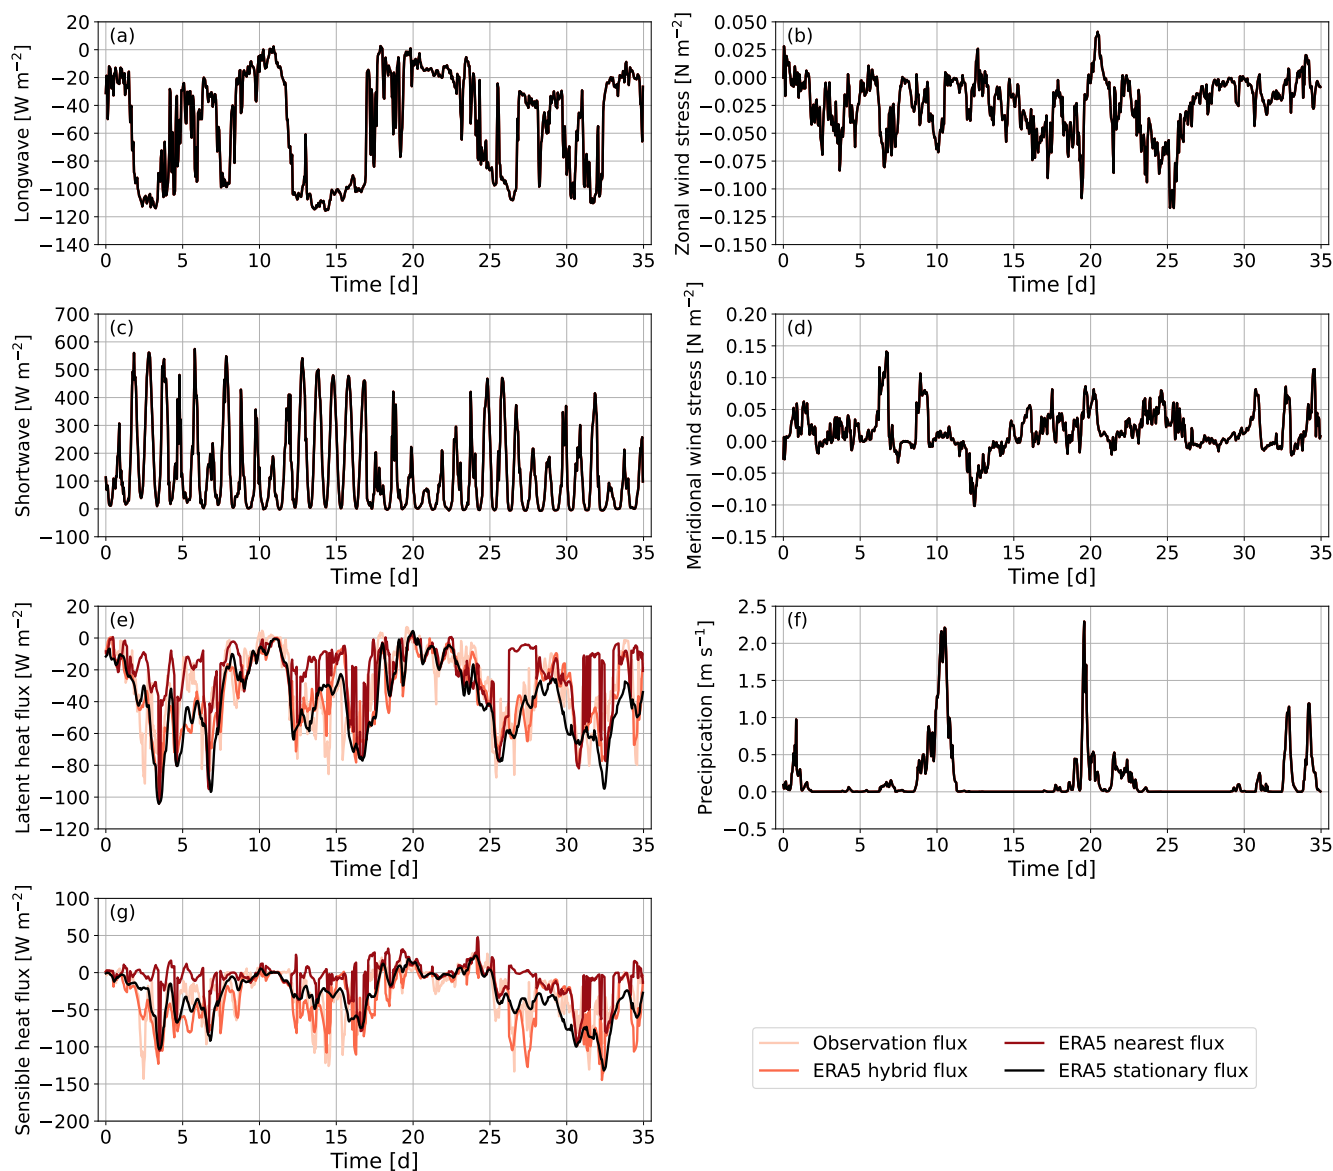 (a)
Longwave [W m−2]
20
0
−20
−40
−60
−80
−100
−120
−140
0 5 10 15 20 25 30 35
Time [d]
(b)
Zonal wind stress [N m−2]
0.050
0.025
0.000
−0.025
−0.050
−0.075
−0.100
−0.125
−0.150
0 5 10 15 20 25 30 35
Time [d]
(c)
Shortwave [W m−2]
700
600
500
400
300
200
100
0
−100
0 5 10 15 20 25 30 35
Time [d]
(d)
Meridional wind stress [N m−2]
0.20
0.15
0.10
0.05
0.00
−0.05
−0.10
−0.15
0 5 10 15 20 25 30 35
Time [d]
(e)
Latent heat flux [W m−2]
20
0
−20
−40
−60
−80
−100
−120
0 5 10 15 20 25 30 35
Time [d]
(f)
Precipication [m s−1]
2.5
2.0
1.5
1.0
0.5
0.0
−0.5
0 5 10 15 20 25 30 35
Time [d]
(g)
Sensible heat flux [W m−2]
100
50
0
−50
−100
−150
−200
0 5 10 15 20 25 30 35
Time [d]
Observation flux
ERA5 hybrid flux
ERA5 nearest flux
ERA5 stationary flux